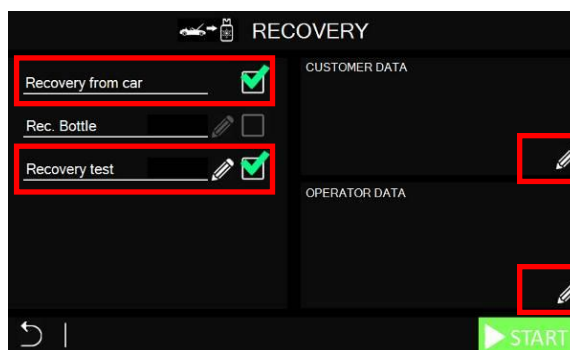 RECOVERY
Recovery from car
Rec. Bottle
Recovery test
CUSTOMER DATA
OPERATOR DATA
START